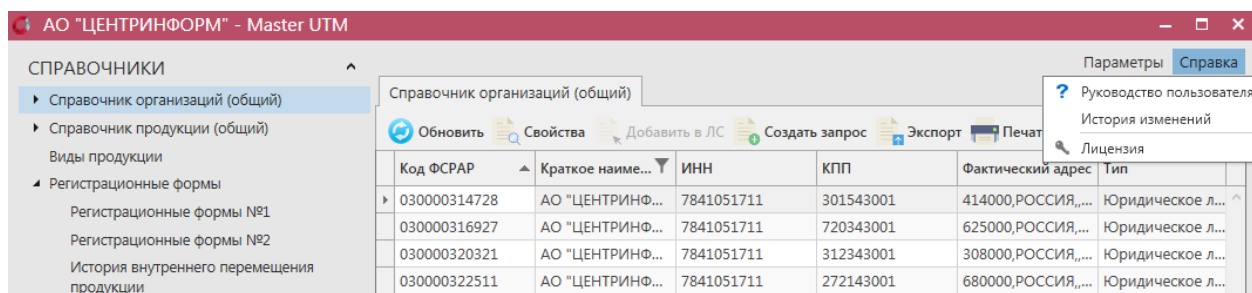 АО "ЦЕНТРИНФОРМ" - Master UTM
Параметры Справка
СПРАВОЧНИКИ
Справочник организаций (общий)
Справочник продукции (общий)
Виды продукции
Регистрационные формы
Регистрационные формы №1
Регистрационные формы №2
История внутреннего перемещения
продукции
Справочник организаций (общий)
Руководство пользователя
История изменений
Лицензия
Обновить Свойства Добавить в ЛС Создать запрос Экспорт Печат
Код ФСРАР Краткое наиме... ИНН КПП Фактический адрес Тип
030000314728 АО "ЦЕНТРИНФ... 7841051711 301543001 414000,РОССИЯ,,... Юридическое л...
030000316927 АО "ЦЕНТРИНФ... 7841051711 720343001 625000,РОССИЯ,... Юридическое л...
030000320321 АО "ЦЕНТРИНФ... 7841051711 312343001 308000,РОССИЯ,,... Юридическое л...
030000322511 АО "ЦЕНТРИНФ... 7841051711 272143001 680000,РОССИЯ,,... Юридическое л...